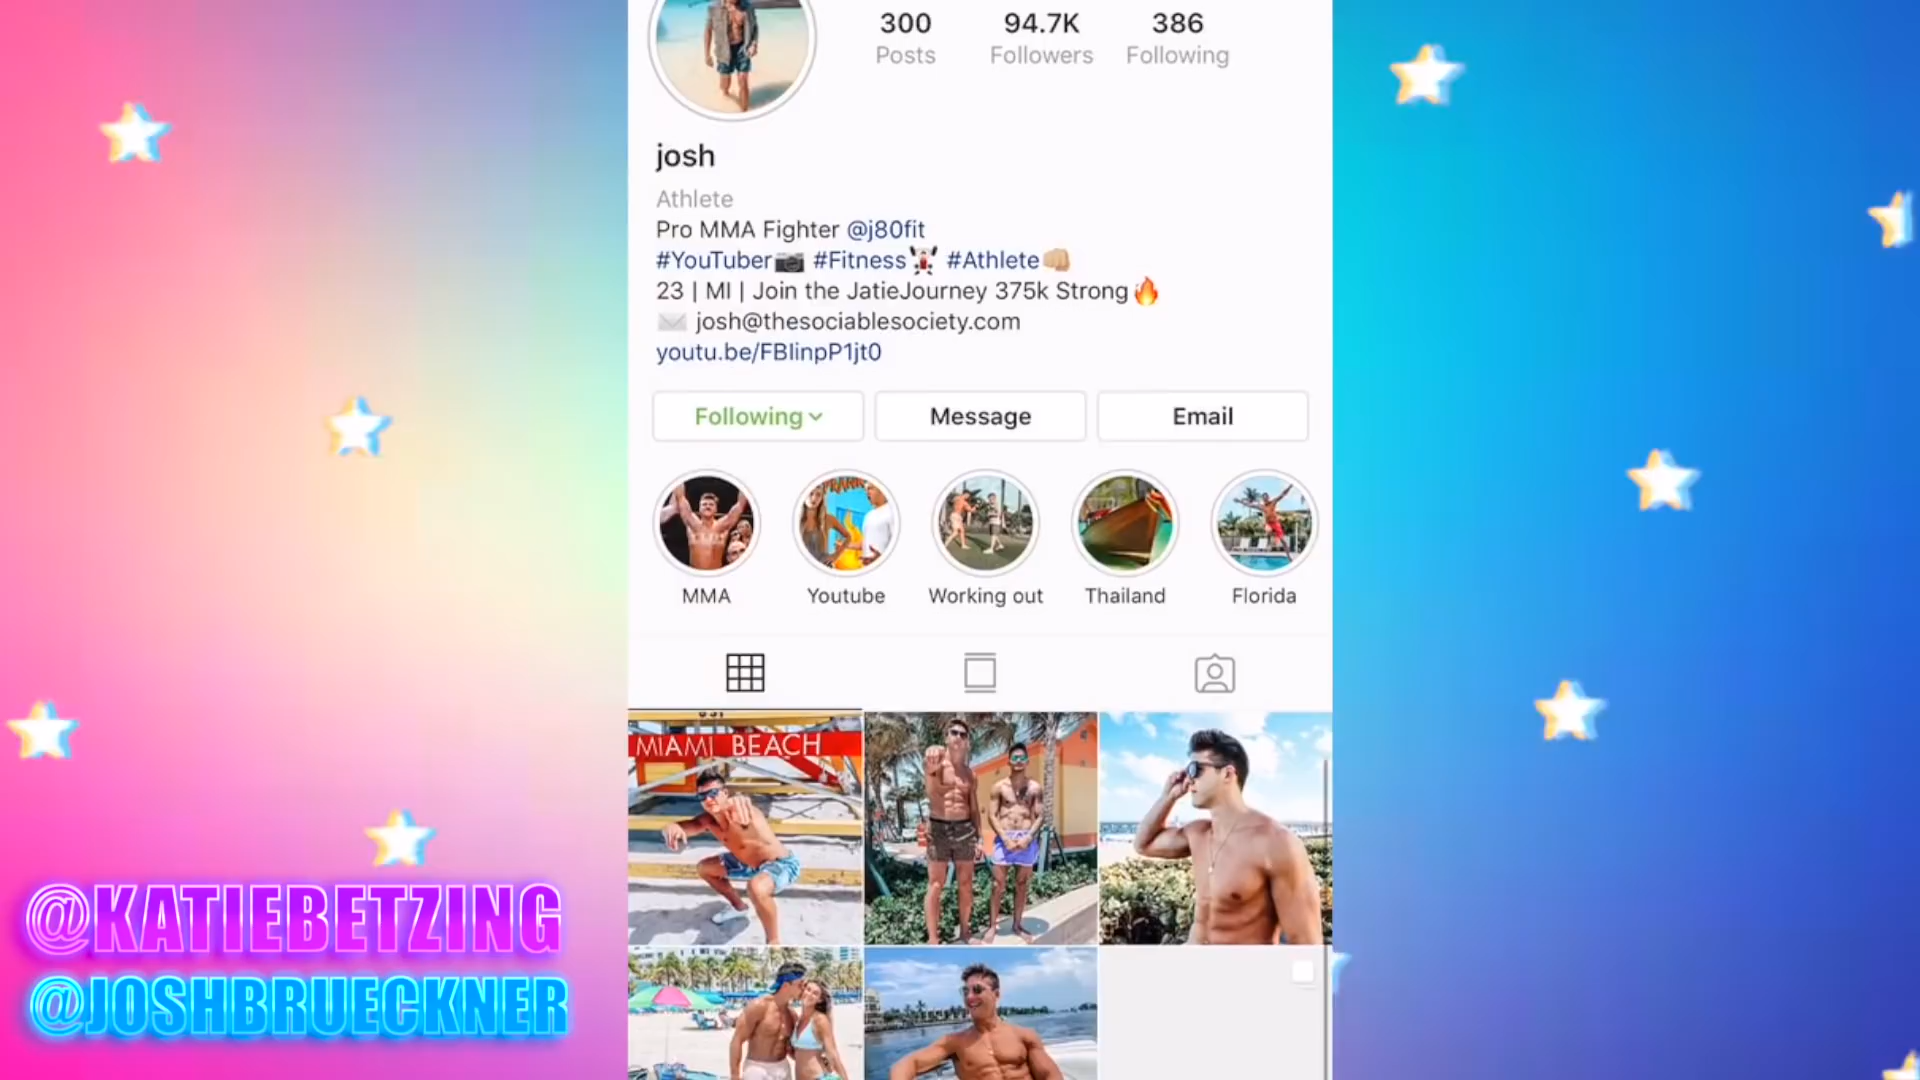 300 94.7K 386
Posts Followers Following
josh
Athlete
Pro MMA Fighter @j80fit
#YouTuber📷 #Fitness🏋 #Athlete👊🏼
23 | MI | Join the JatieJourney 375k Strong🔥
✉️ josh@thesociablesociety.com
youtu.be/FBIinpP1jt0
Following Message Email
MMA Youtube Working out Thailand Florida
MIAMI BEACH
@KATIEBETZING
@JOSHBRUECKNER